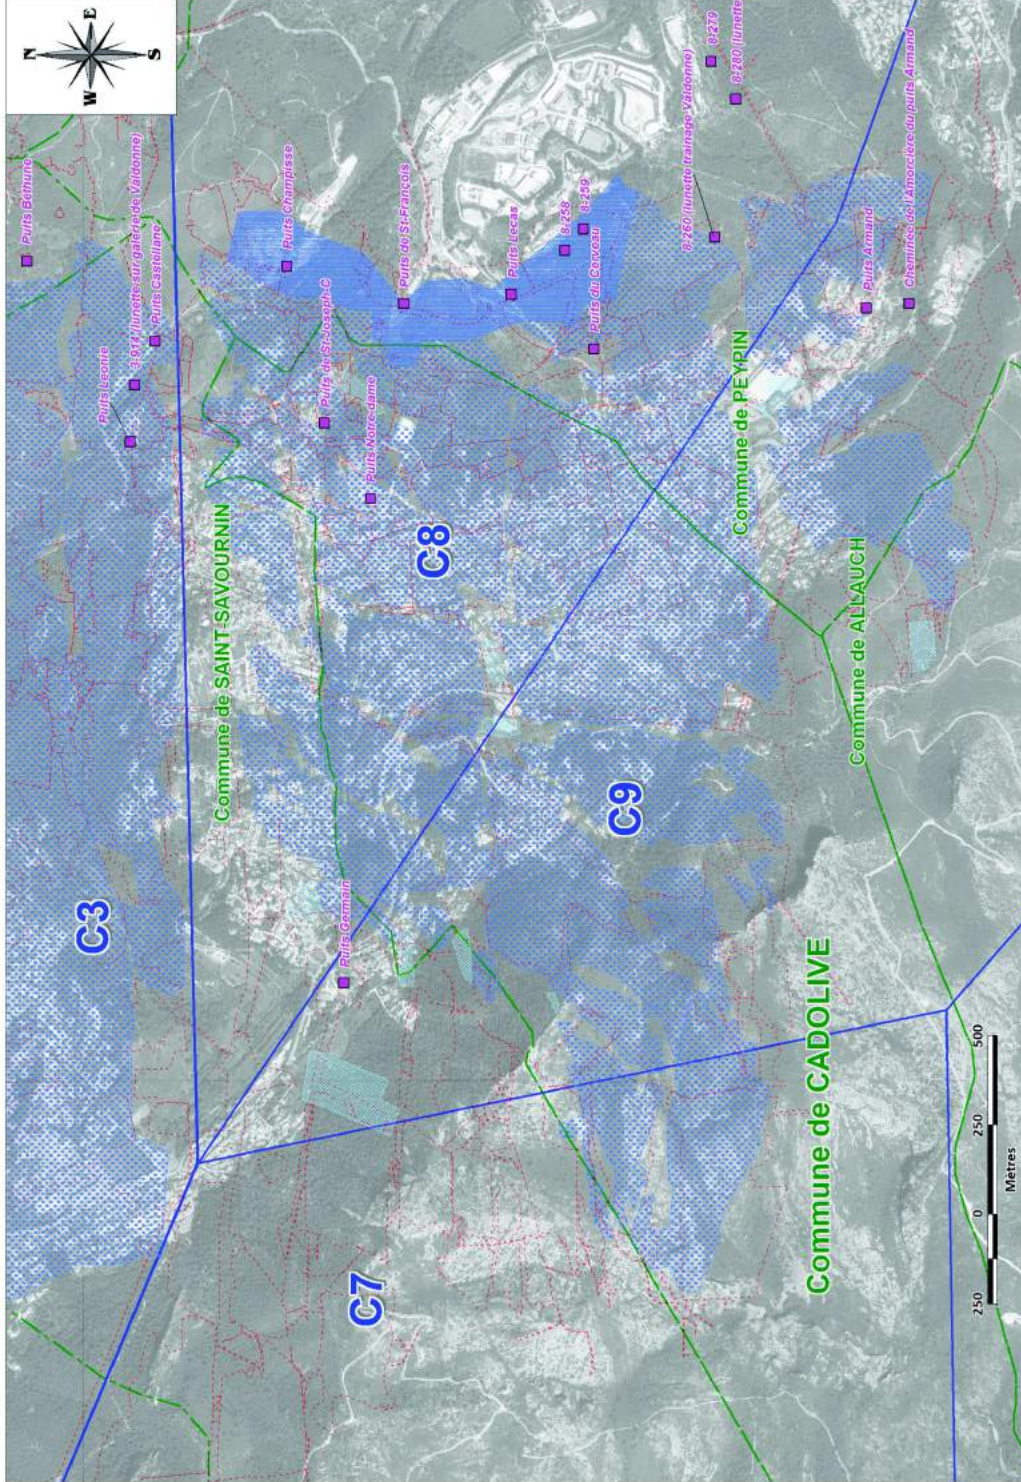 N
W E
S
Puits Bethune
C3
Puits Leonie
3-914 (lunette sur galerie de Valdonne)
Puits Castellane
Commune de SAINT-SAVOURNIN
Puits Champisse
Puits de St-Joseph-C
Puits Germain
C7
Puits Notre-dame
Puits de St-François
C8
Puits Lecas
8-258
8-259
Puits du Cerveau
C9
8-260 (lunette trainage Valdonne)
8-279
8-280 (lunette
Commune de PEYPIN
Commune de CADOLIVE
Commune de ALLAUCH
Puits Armand
Cheminée de l'Amorcière du puits Armand
250 0 250 500
Mètres